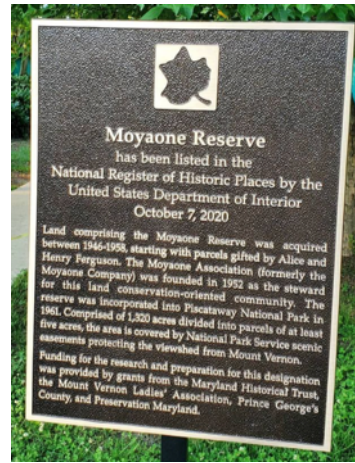 Moyaone Reserve
has been listed in the
National Register of Historic Places by the
United States Department of Interior
October 7, 2020
Land comprising the Moyaone Reserve was acquired
between 1946-1958, starting with parcels gifted by Alice and
Henry Ferguson. The Moyaone Association (formerly the
Moyaone Company) was founded in 1952 as the steward
for this land conservation-oriented community. The
reserve was incorporated into Piscataway National Park in
1961. Comprised of 1,320 acres divided into parcels of at least
five acres, the area is covered by National Park Service scenic
easements protecting the viewshed from Mount Vernon.
Funding for the research and preparation for this designation
was provided by grants from the Maryland Historical Trust,
the Mount Vernon Ladies' Association, Prince George's
County, and Preservation Maryland.